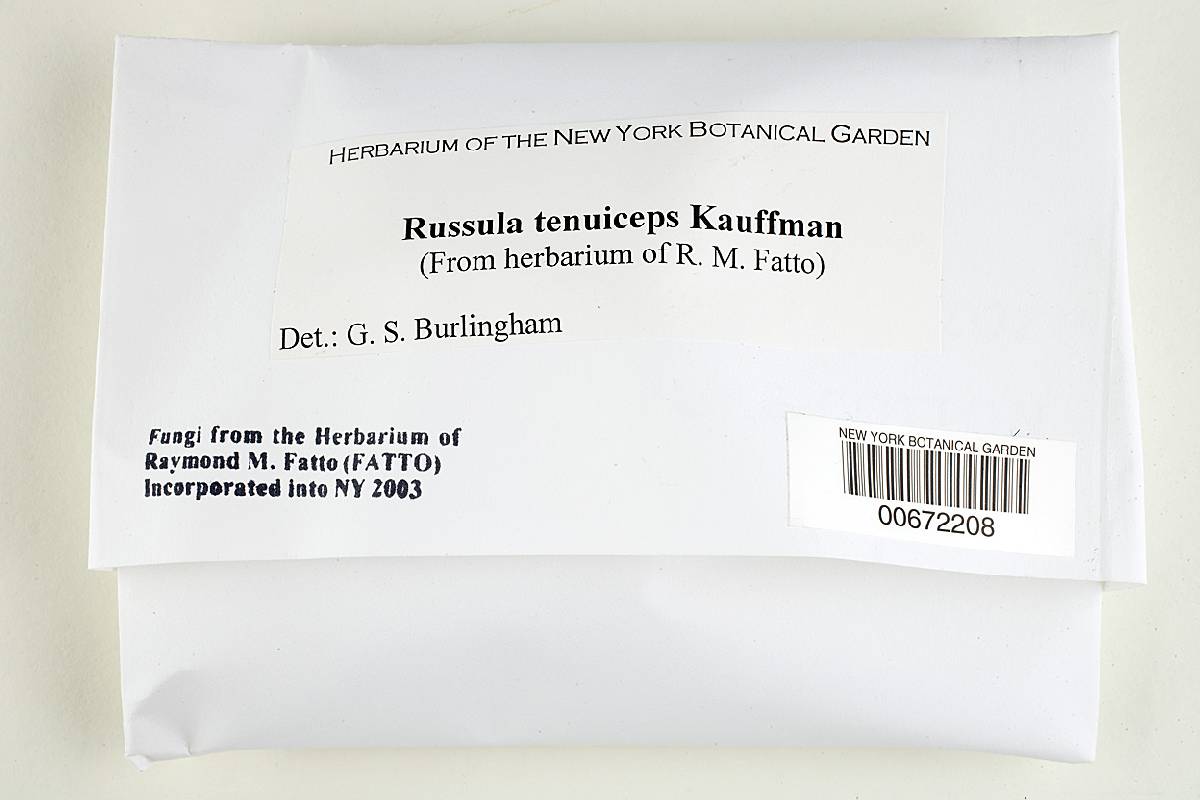 HERBARIUM OF THE NEW YORK BOTANICAL GARDEN
Russula tenuiceps Kauffman
(From herbarium of R. M. Fatto)
Det.: G. S. Burlingham
Fungi from the Herbarium of
Raymond M. Fatto (FATTO)
Incorporated into NY 2003
NEW YORK BOTANICAL GARDEN
00672208